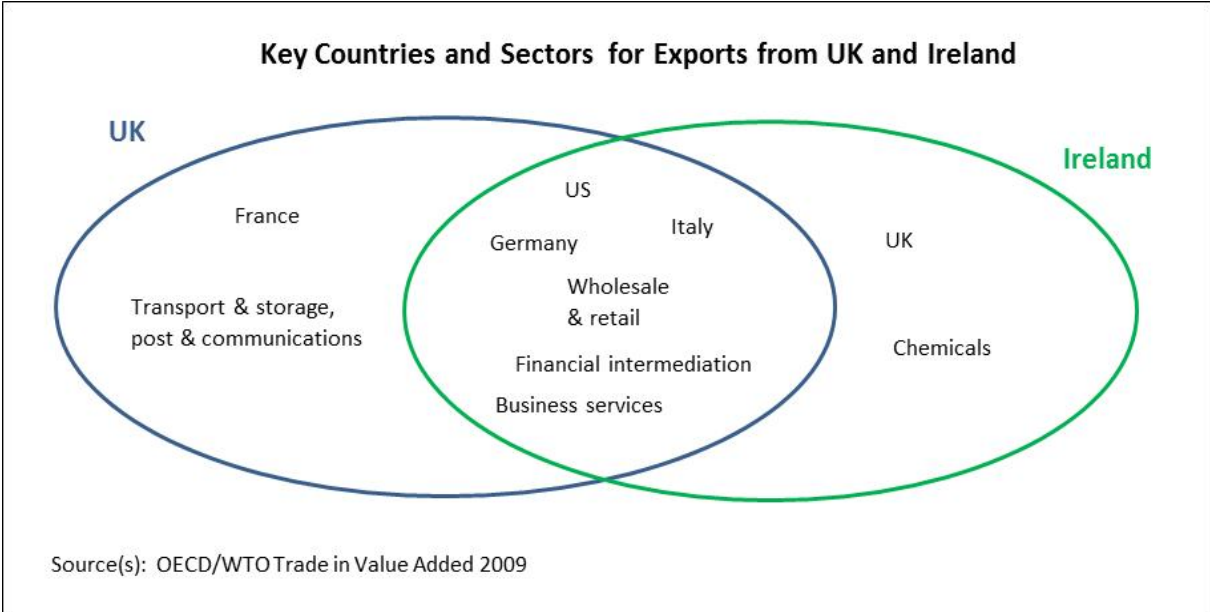 Key Countries and Sectors for Exports from UK and Ireland
UK
Ireland
France
Transport & storage,
post & communications
US
Italy
Germany
Wholesale
& retail
Financial intermediation
Business services
UK
Chemicals
Source(s): OECD/WTO Trade in Value Added 2009